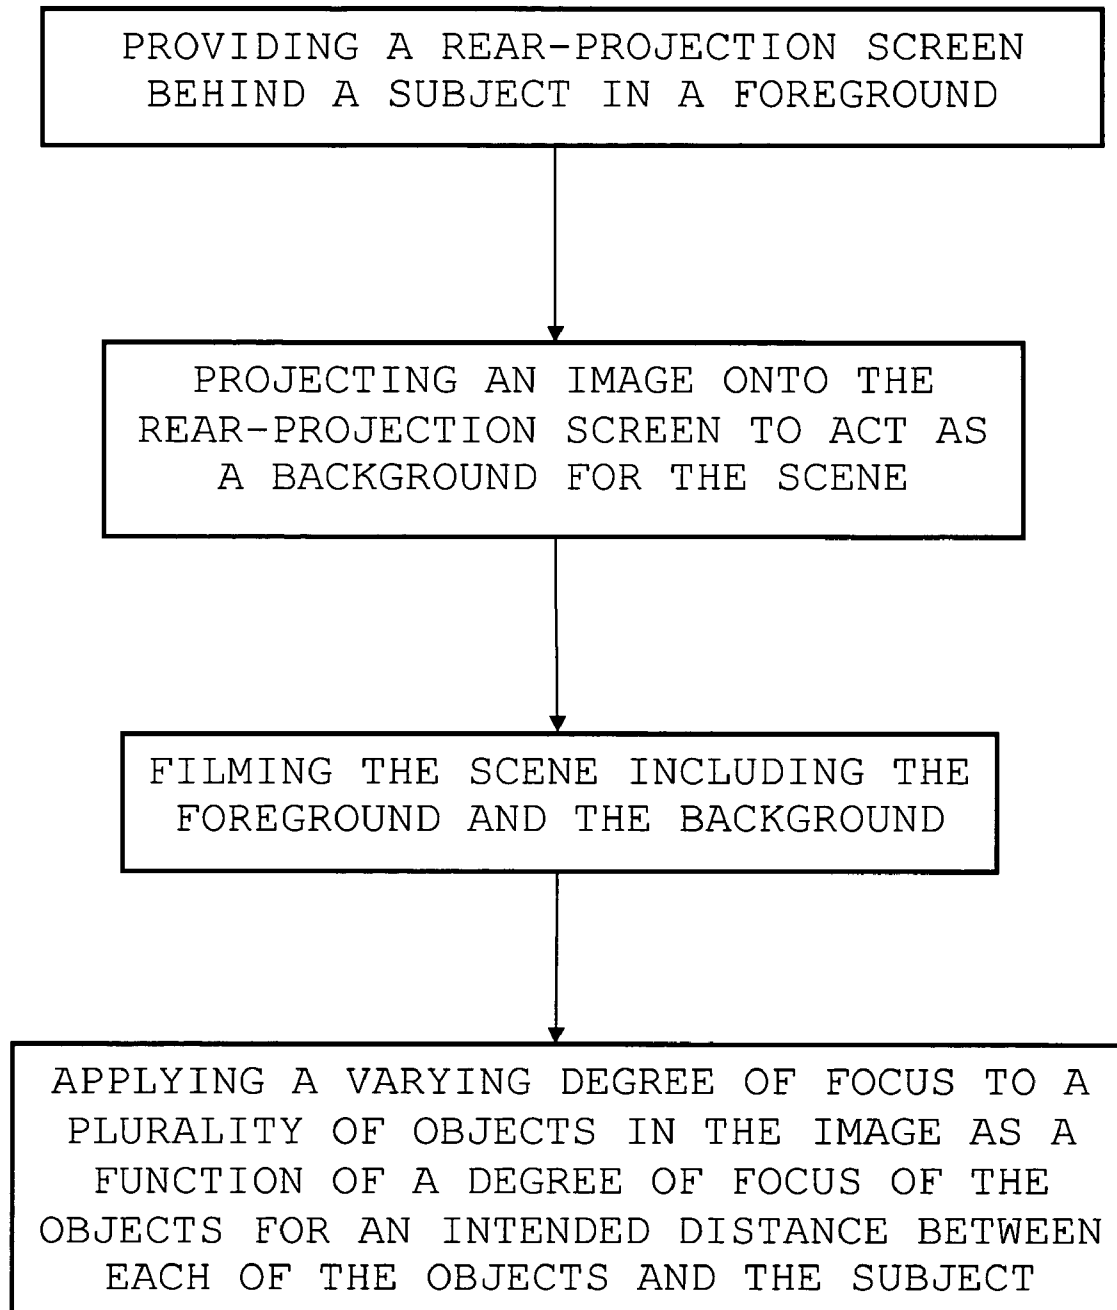 PROVIDING A REAR-PROJECTION SCREEN
BEHIND A SUBJECT IN A FOREGROUND
PROJECTING AN IMAGE ONTO THE
REAR-PROJECTION SCREEN TO ACT AS
A BACKGROUND FOR THE SCENE
FILMING THE SCENE INCLUDING THE
FOREGROUND AND THE BACKGROUND
APPLYING A VARYING DEGREE OF FOCUS TO A
PLURALITY OF OBJECTS IN THE IMAGE AS A
FUNCTION OF A DEGREE OF FOCUS OF THE
OBJECTS FOR AN INTENDED DISTANCE BETWEEN
EACH OF THE OBJECTS AND THE SUBJECT